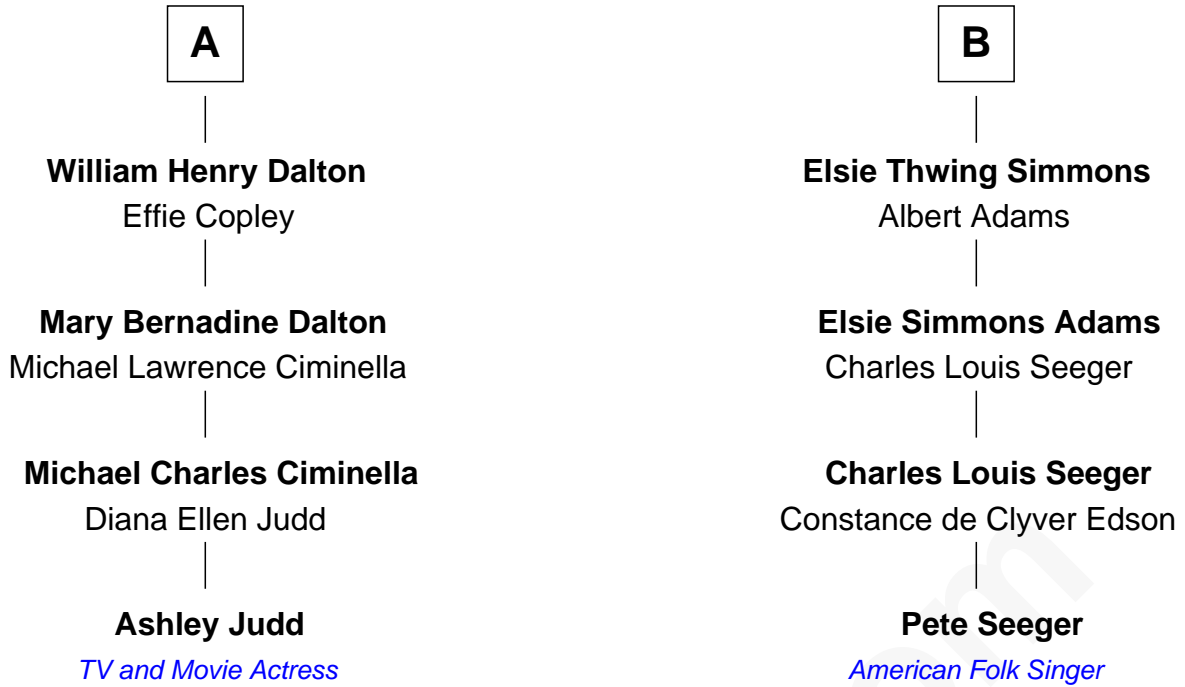 A
William Henry Dalton
Effie Copley
Mary Bernadine Dalton
Michael Lawrence Ciminella
Michael Charles Ciminella
Diana Ellen Judd
Ashley Judd
TV and Movie Actress
B
Elsie Thwing Simmons
Albert Adams
Elsie Simmons Adams
Charles Louis Seeger
Charles Louis Seeger
Constance de Clyver Edson
Pete Seeger
American Folk Singer